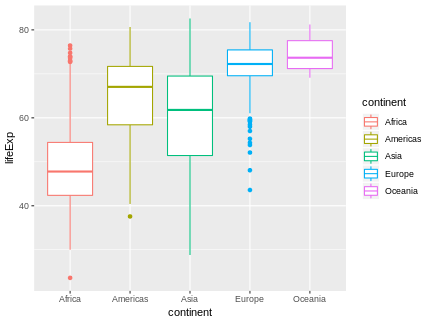 80
60
40
lifeExp
Africa
Americas
Asia
Europe
Oceania
continent
continent
Africa
Americas
Asia
Europe
Oceania